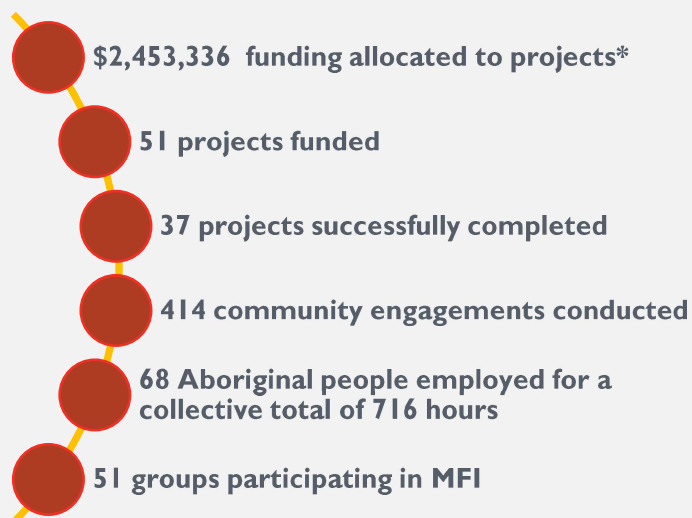 $2,453,336 funding allocated to projects*
51 projects funded
37 projects successfully completed
414 community engagements conducted
68 Aboriginal people employed for a
collective total of 716 hours
51 groups participating in MFI